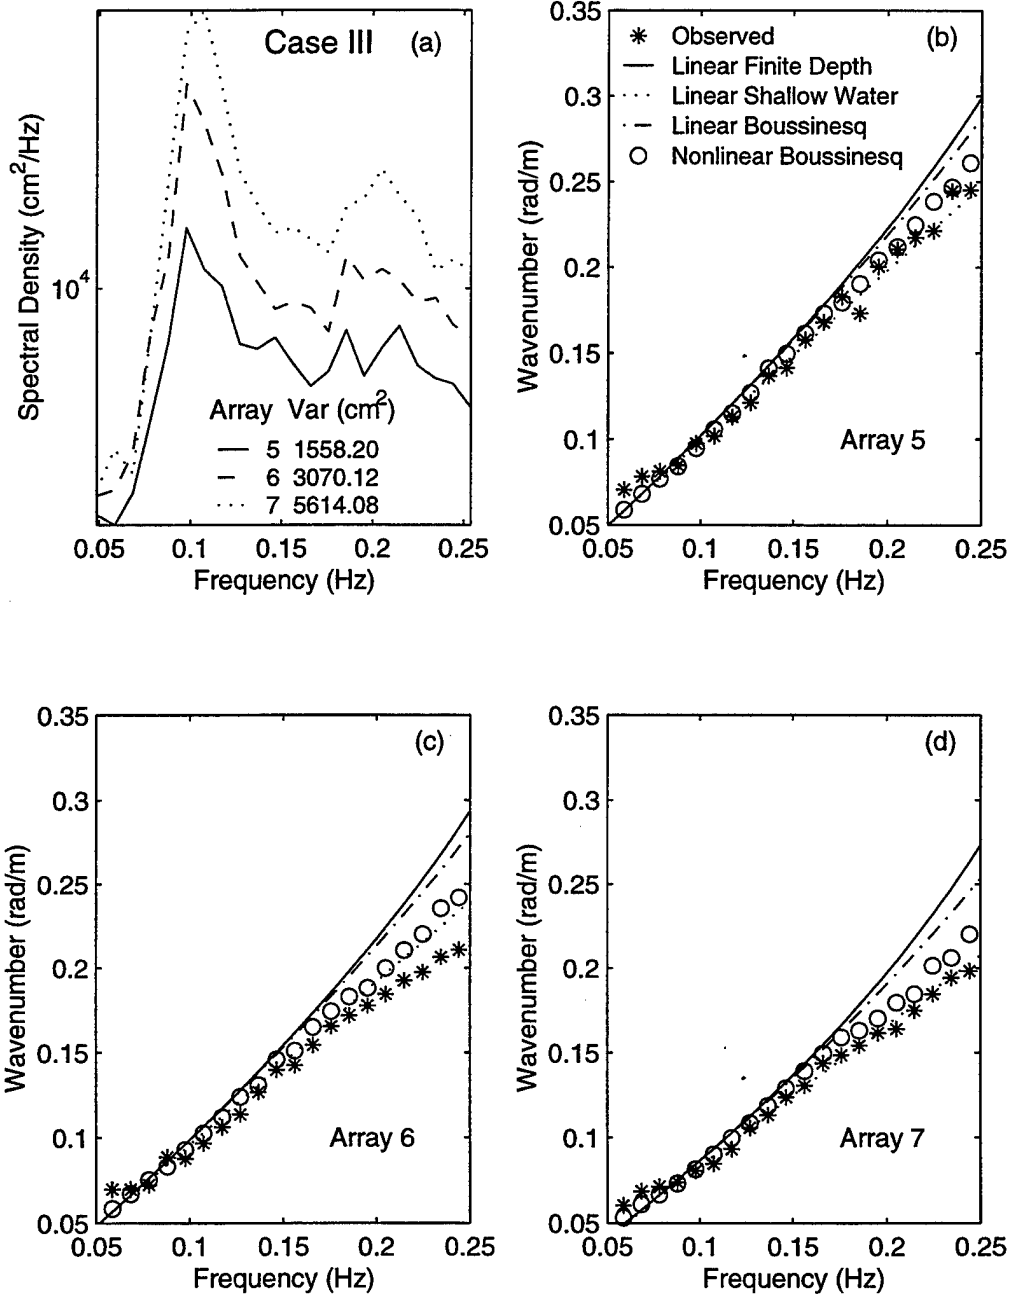 Case III (a)
Spectral Density (cm²/Hz)
10⁴
Array Var (cm²)
5 1558.20
6 3070.12
7 5614.08
0.05 0.1 0.15 0.2 0.25
Frequency (Hz)
(b)
Observed
Linear Finite Depth
Linear Shallow Water
Linear Boussinesq
Nonlinear Boussinesq
Wavenumber (rad/m)
0.35
0.3
0.25
0.2
0.15
0.1
0.05
Array 5
0.05 0.1 0.15 0.2 0.25
Frequency (Hz)
(c)
Wavenumber (rad/m)
0.35
0.3
0.25
0.2
0.15
0.1
0.05
Array 6
0.05 0.1 0.15 0.2 0.25
Frequency (Hz)
(d)
Wavenumber (rad/m)
0.35
0.3
0.25
0.2
0.15
0.1
0.05
Array 7
0.05 0.1 0.15 0.2 0.25
Frequency (Hz)